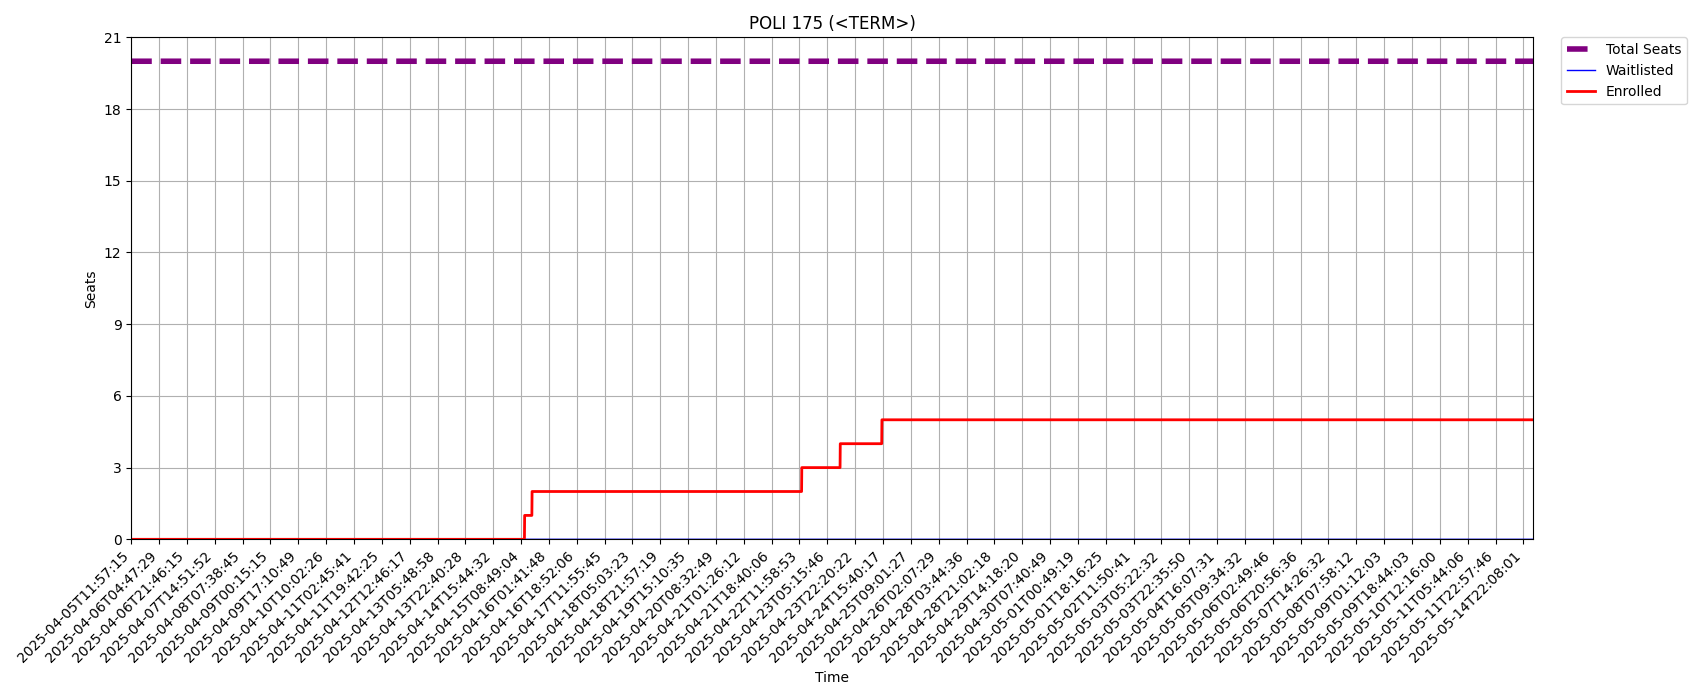 POLI 175 (<TERM>)
Total Seats
Waitlisted
Enrolled
21
18
15
12
9
6
3
0
Seats
2025-04-05T11:57:15
2025-04-06T04:47:29
2025-04-06T21:46:15
2025-04-07T14:51:52
2025-04-08T07:38:45
2025-04-09T00:15:15
2025-04-09T17:10:49
2025-04-10T10:02:26
2025-04-11T02:45:41
2025-04-11T19:42:25
2025-04-12T12:46:17
2025-04-13T05:48:58
2025-04-13T22:40:28
2025-04-14T15:44:32
2025-04-15T08:49:04
2025-04-16T01:41:48
2025-04-16T18:52:06
2025-04-17T11:55:45
2025-04-18T05:03:23
2025-04-18T21:57:19
2025-04-19T15:10:35
2025-04-20T08:32:49
2025-04-21T01:26:12
2025-04-21T18:40:06
2025-04-22T11:58:53
2025-04-23T05:15:46
2025-04-23T22:20:22
2025-04-24T15:40:17
2025-04-25T09:01:27
2025-04-26T02:07:29
2025-04-28T03:44:36
2025-04-28T21:02:18
2025-04-29T14:18:20
2025-04-30T07:40:49
2025-05-01T00:49:19
2025-05-01T18:16:25
2025-05-02T11:50:41
2025-05-03T05:22:32
2025-05-03T22:35:50
2025-05-04T16:07:31
2025-05-05T09:34:32
2025-05-06T02:49:46
2025-05-06T20:56:36
2025-05-07T14:26:32
2025-05-08T07:58:12
2025-05-09T01:12:03
2025-05-09T18:44:03
2025-05-10T12:16:00
2025-05-11T05:44:06
2025-05-11T22:57:46
2025-05-14T22:08:01
Time